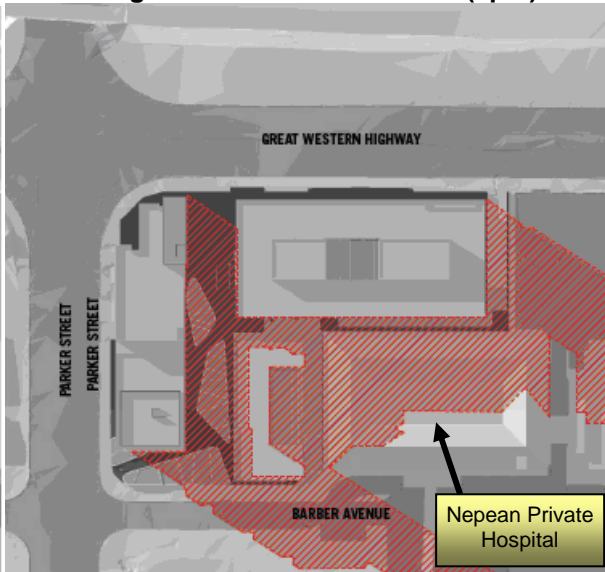 GREAT WESTERN HIGHWAY
PARKER STREET
PARKER STREET
BARBER AVENUE
Nepean Private
Hospital